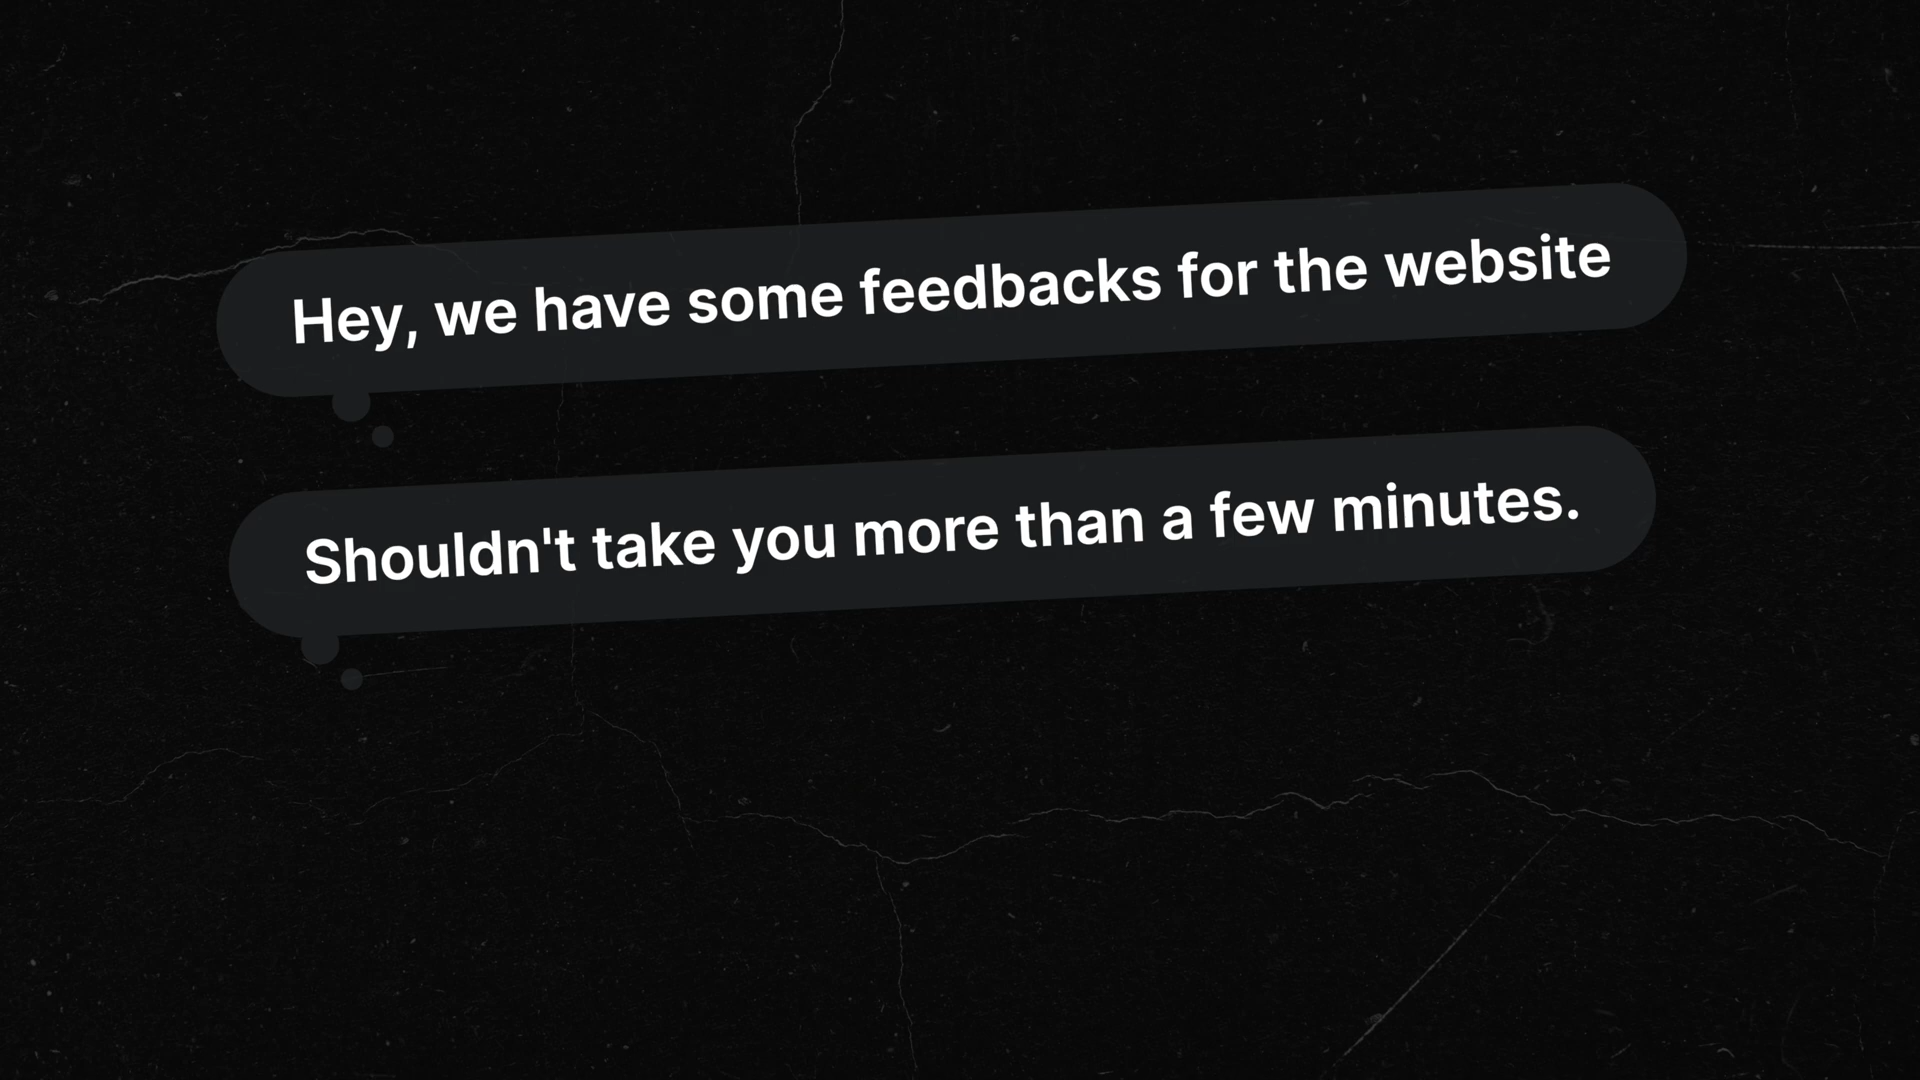 Hey, we have some feedbacks for the website
Shouldn't take you more than a few minutes.